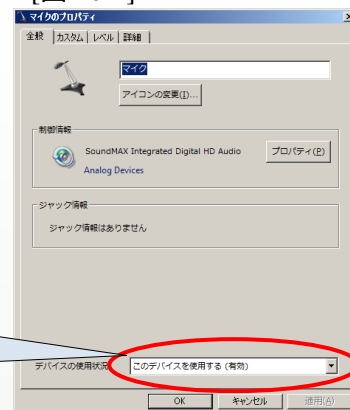 マイクのプロパティ
全般 カスタム レベル 詳細
マイク
アイコンの変更(I)...
制御情報
SoundMAX Integrated Digital HD Audio
プロパティ(P)
Analog Devices
ジャック情報
ジャック情報はありません
デバイスの使用状況
このデバイスを使用する (有効)
OK キャンセル 適用(A)